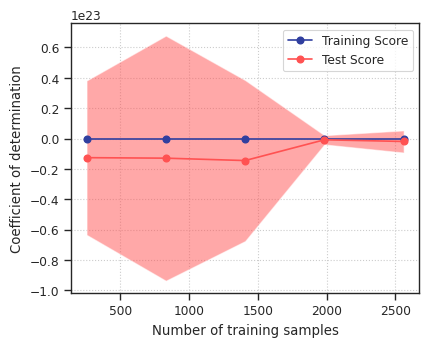 1e23
Training Score
Test Score
0.6
0.4
0.2
0.0
−0.2
−0.4
−0.6
−0.8
−1.0
Coefficient of determination
500
1000
1500
2000
2500
Number of training samples